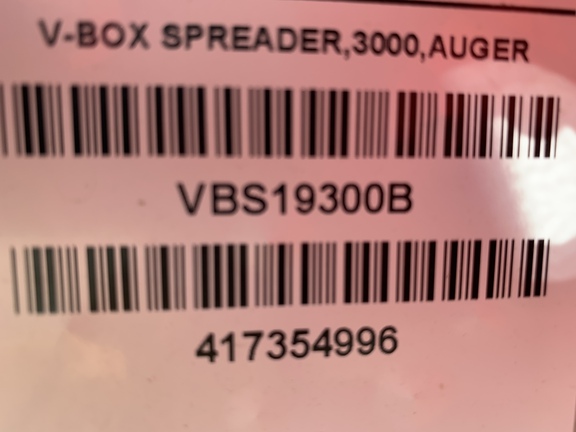 V-BOX SPREADER,3000,AUGER
VBS19300B
417354996